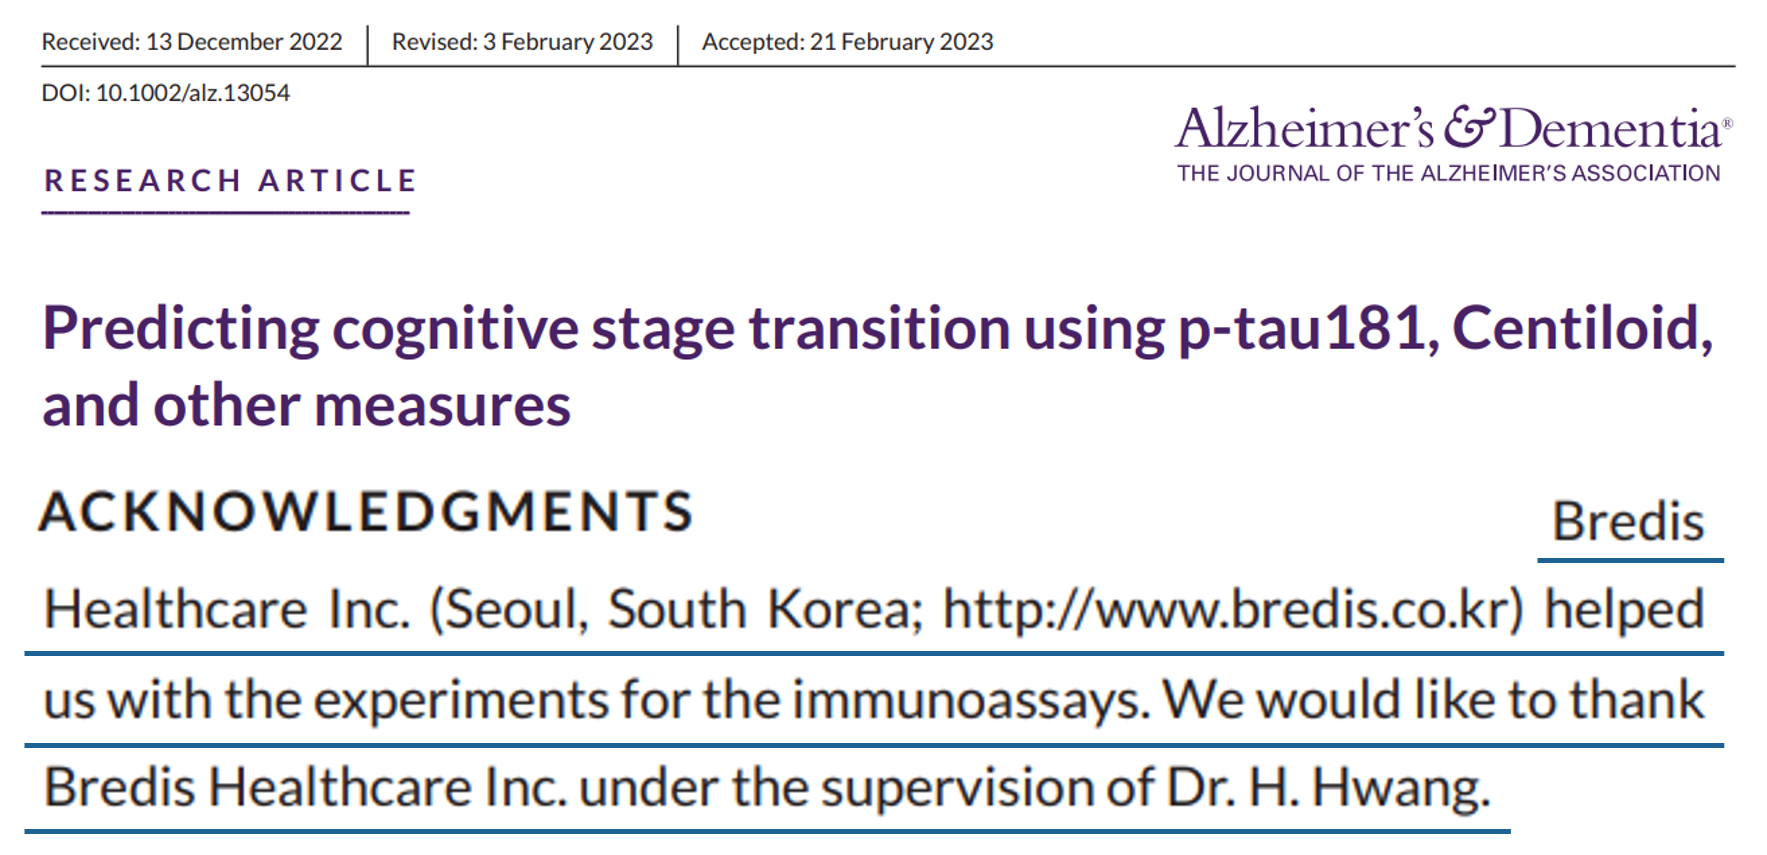 Received: 13 December 2022 | Revised: 3 February 2023 | Accepted: 21 February 2023
DOI: 10.1002/alz.13054
Alzheimer's & Dementia®
THE JOURNAL OF THE ALZHEIMER'S ASSOCIATION
RESEARCH ARTICLE
Predicting cognitive stage transition using p-tau181, Centiloid,
and other measures
ACKNOWLEDGMENTS
Bredis
Healthcare Inc. (Seoul, South Korea; http://www.bredis.co.kr) helped
us with the experiments for the immunoassays. We would like to thank
Bredis Healthcare Inc. under the supervision of Dr. H. Hwang.